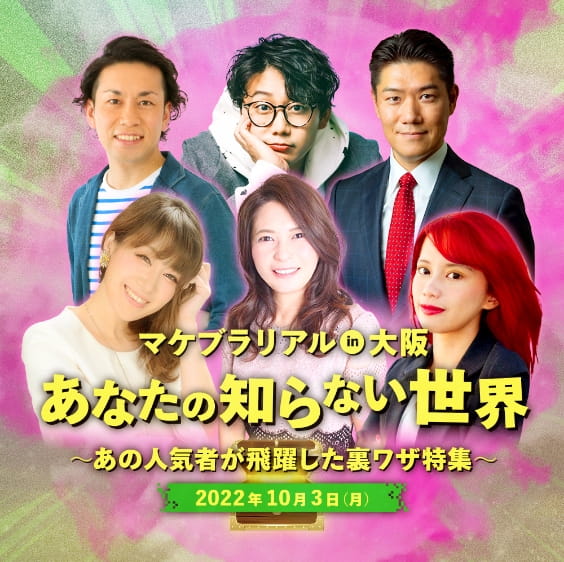 マケブラリアルin大阪
あなたの知らない世界
〜あの人気者が飛躍した裏ワザ特集〜
2022年10月3日(月)